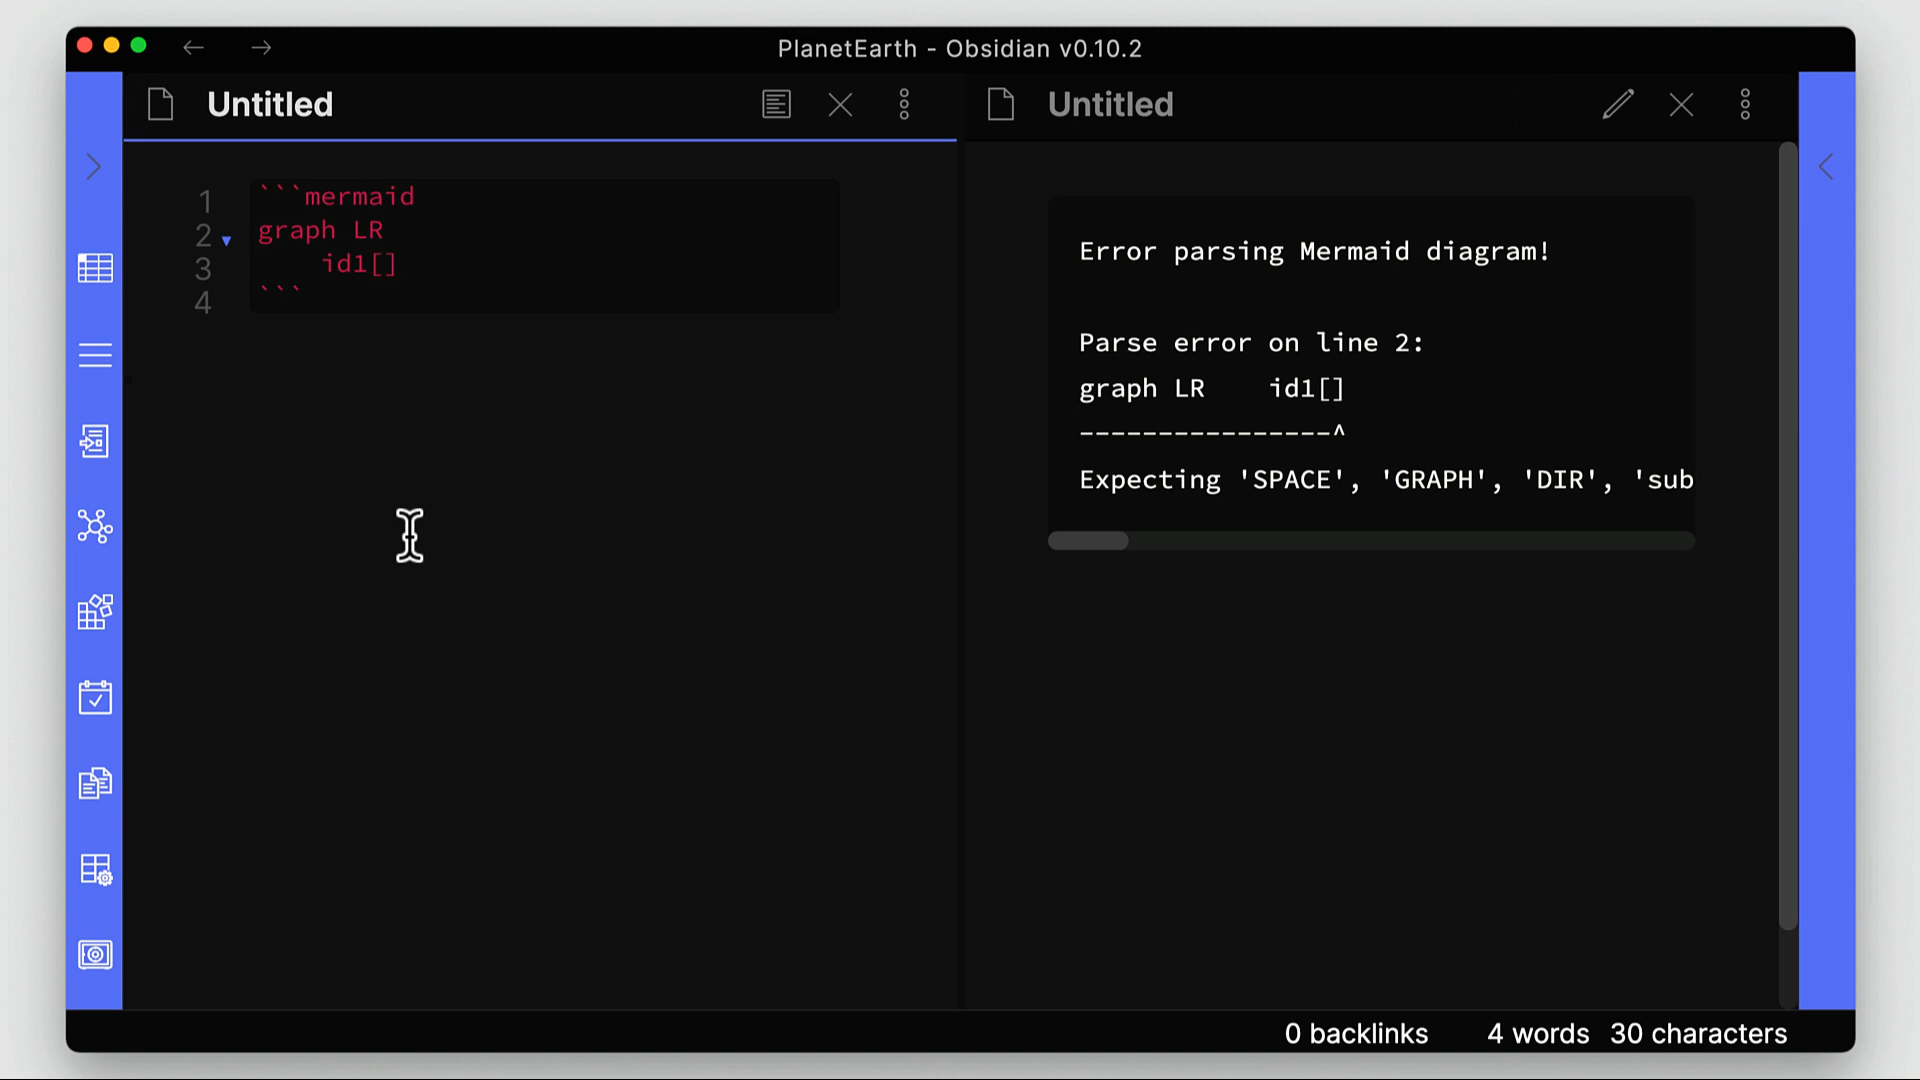 PlanetEarth - Obsidian v0.10.2
Untitled
1 ```mermaid
2 graph LR
3     id1[]
4 ```
Untitled
Error parsing Mermaid diagram!
Parse error on line 2:
graph LR    id1[]
----------------^
Expecting 'SPACE', 'GRAPH', 'DIR', 'sub
0 backlinks 4 words 30 characters